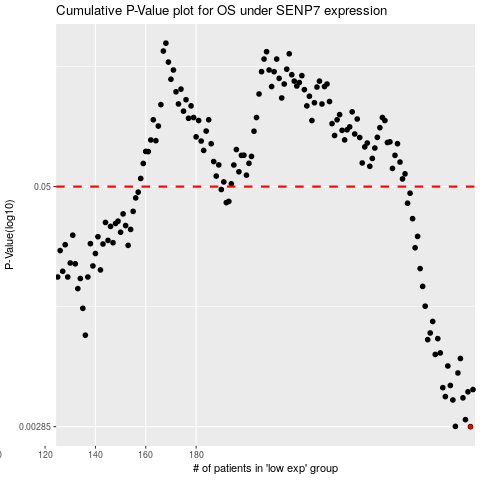 Cumulative P-Value plot for OS under SENP7 expression
P-Value(log10)
0.05
0.00285
0
120
140
160
180
# of patients in 'low exp' group